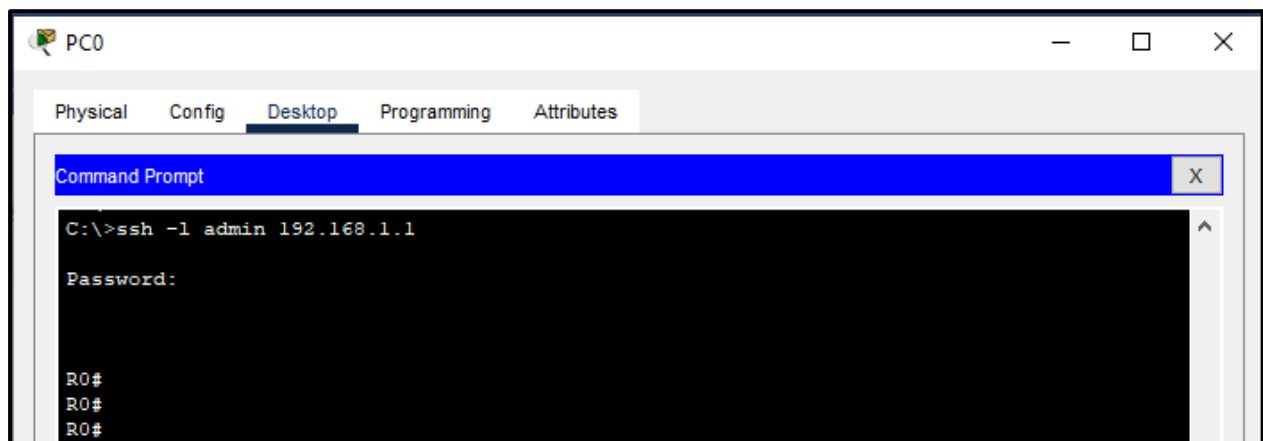 PC0
Physical Config Desktop Programming Attributes
Command Prompt X
C:\>ssh -l admin 192.168.1.1
Password:
R0#
R0#
R0#